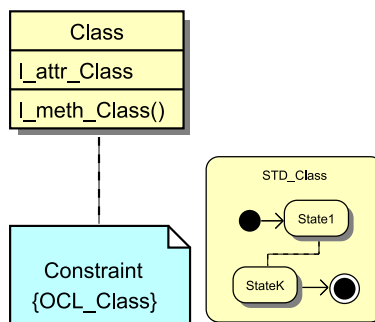 Class
l_attr_Class
l_meth_Class()
Constraint
{OCL_Class}
STD_Class
State1
StateK